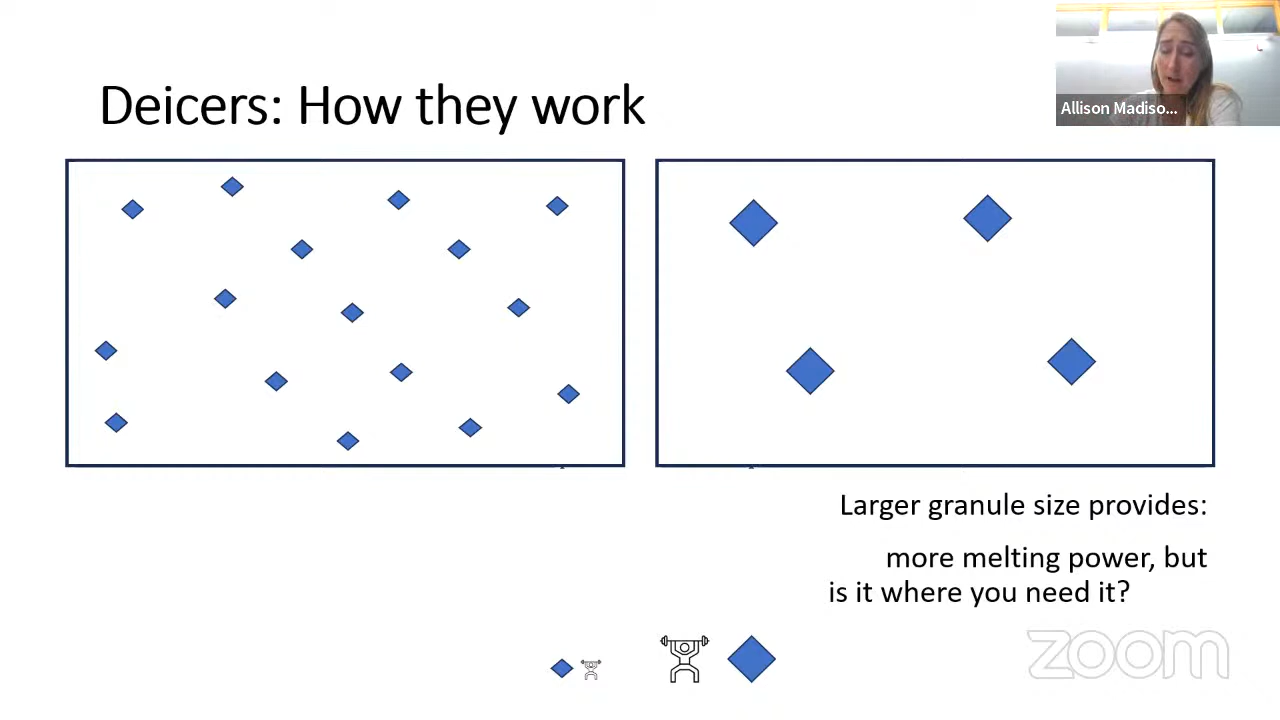 Deicers: How they work
Allison Madiso...
Larger granule size provides:
more melting power, but
is it where you need it?
zoom